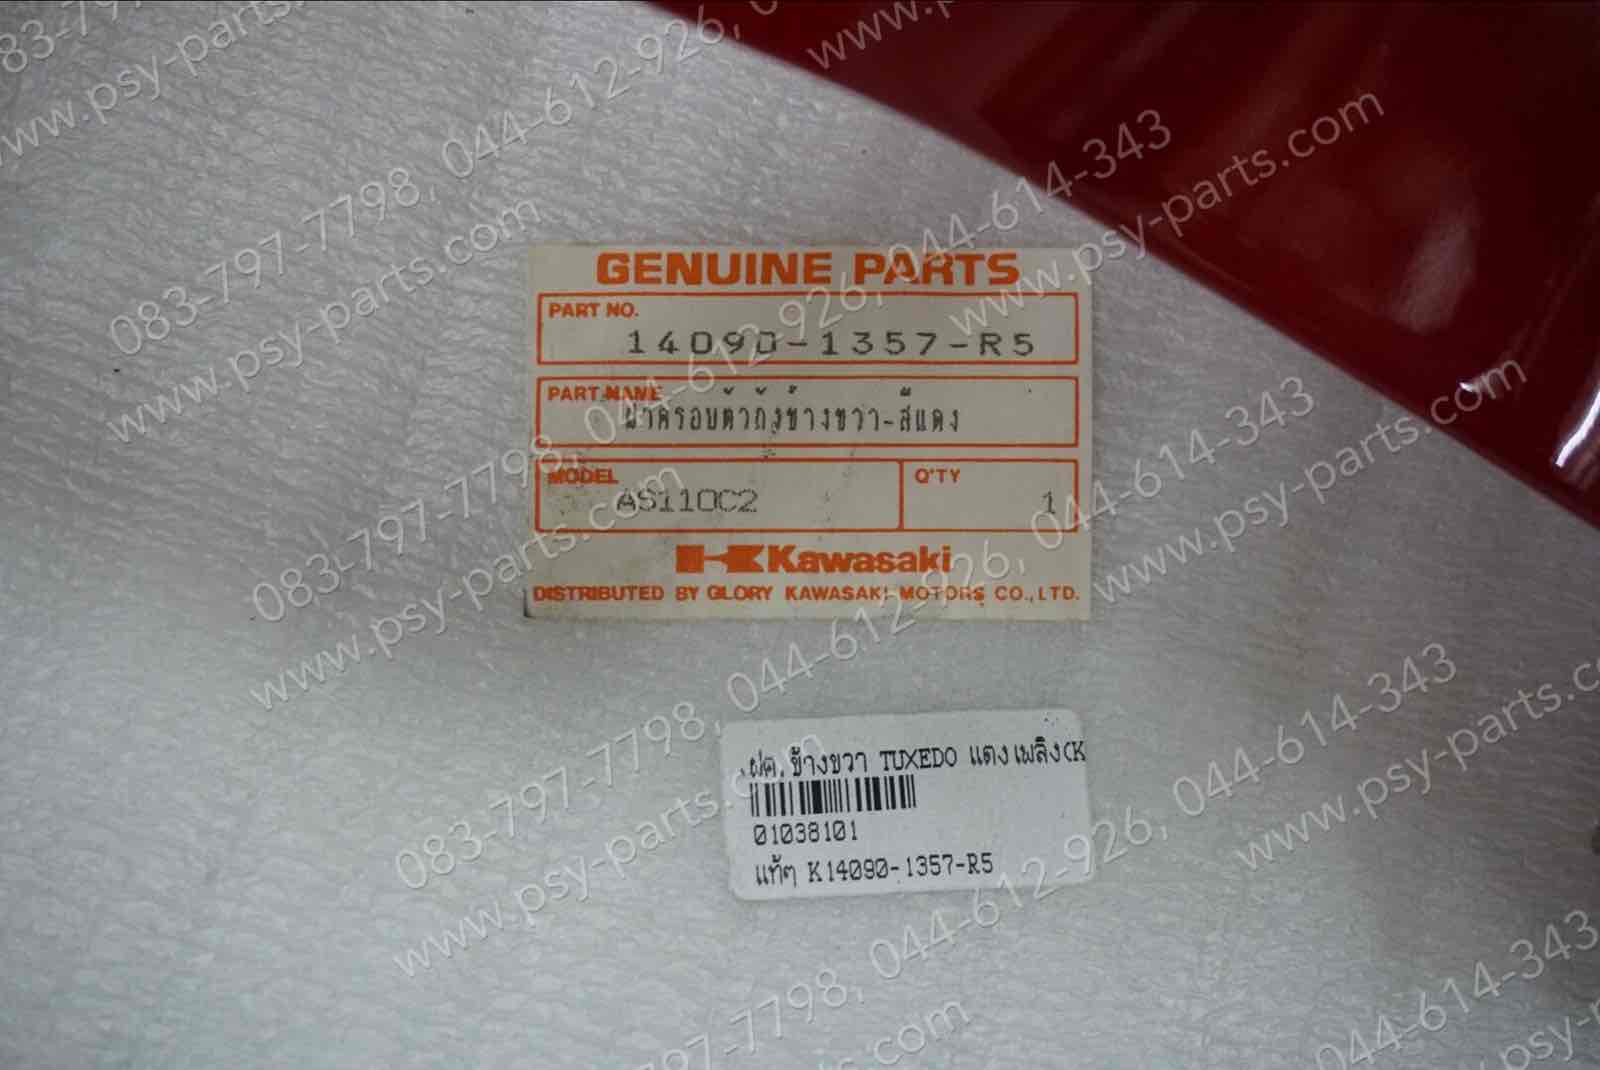 GENUINE PARTS
PART NO.
14090-1357-R5
PART NAME
ฝาครอบตัวถังข้างขวา-สีแดง
MODEL
AS110C2
Q'TY
1
Kawasaki
DISTRIBUTED BY GLORY KAWASAKI MOTORS CO., LTD.
.ฝค.ข้างขวา TUXEDO แดงเพลิง(K
01038101
แท้ๆ K14090-1357-R5
083-797-7798, 044-612-926, 044-614-343
www.psy-parts.com